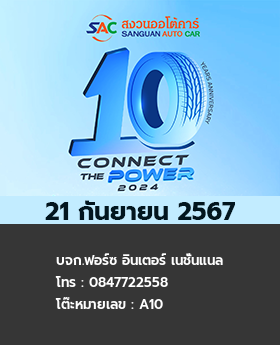 SAC สงวนออโต้คาร์
SANGUAN AUTO CAR
10
YEARS ANNIVERSARY
CONNECT
THE POWER
2024
21 กันยายน 2567
บจก.ฟอร์ซ อินเตอร์ เนชั่นแนล
โทร : 0847722558
โต๊ะหมายเลข : A10